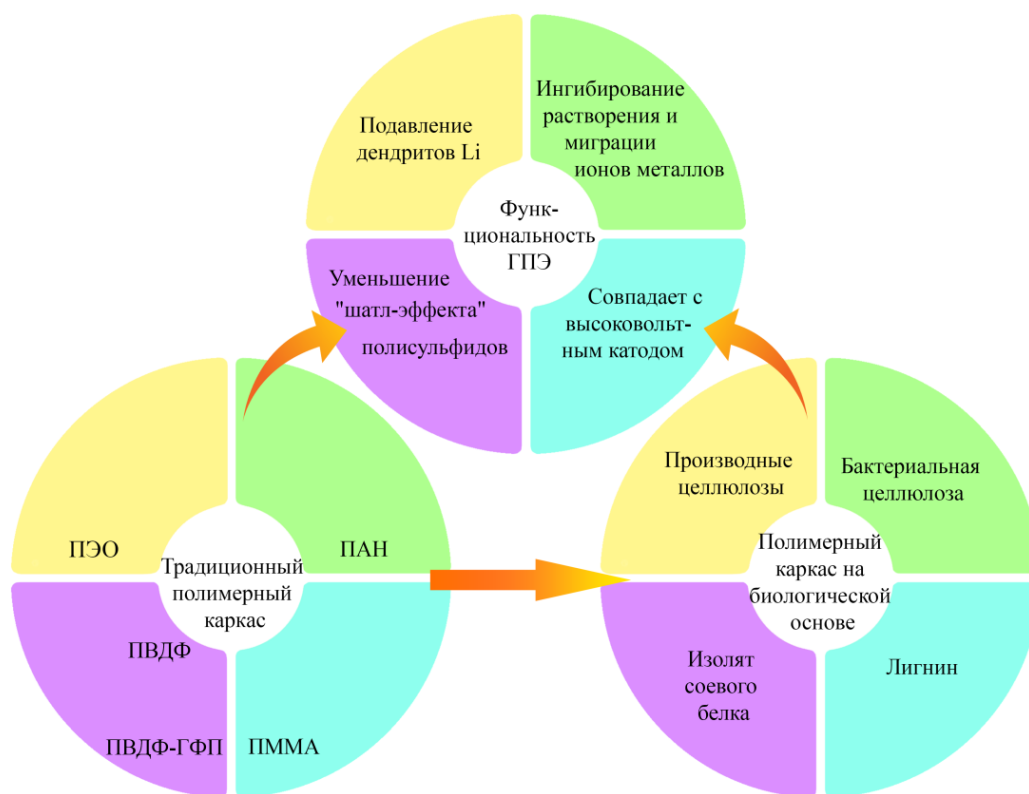 Подавление
дендритов Li
Ингибирование
растворения и
миграции
ионов металлов
Функ-
циональность
ГПЭ
Уменьшение
"шатл-эффекта"
полисульфидов
Совпадает с
высоковольт-
ным катодом
ПЭО
ПАН
Традиционный
полимерный
каркас
ПВДФ
ПВДФ-ГФП
ПММА
Производные
целлюлозы
Бактериальная
целлюлоза
Полимерный
каркас на
биологической
основе
Изолят
соевого
белка
Лигнин